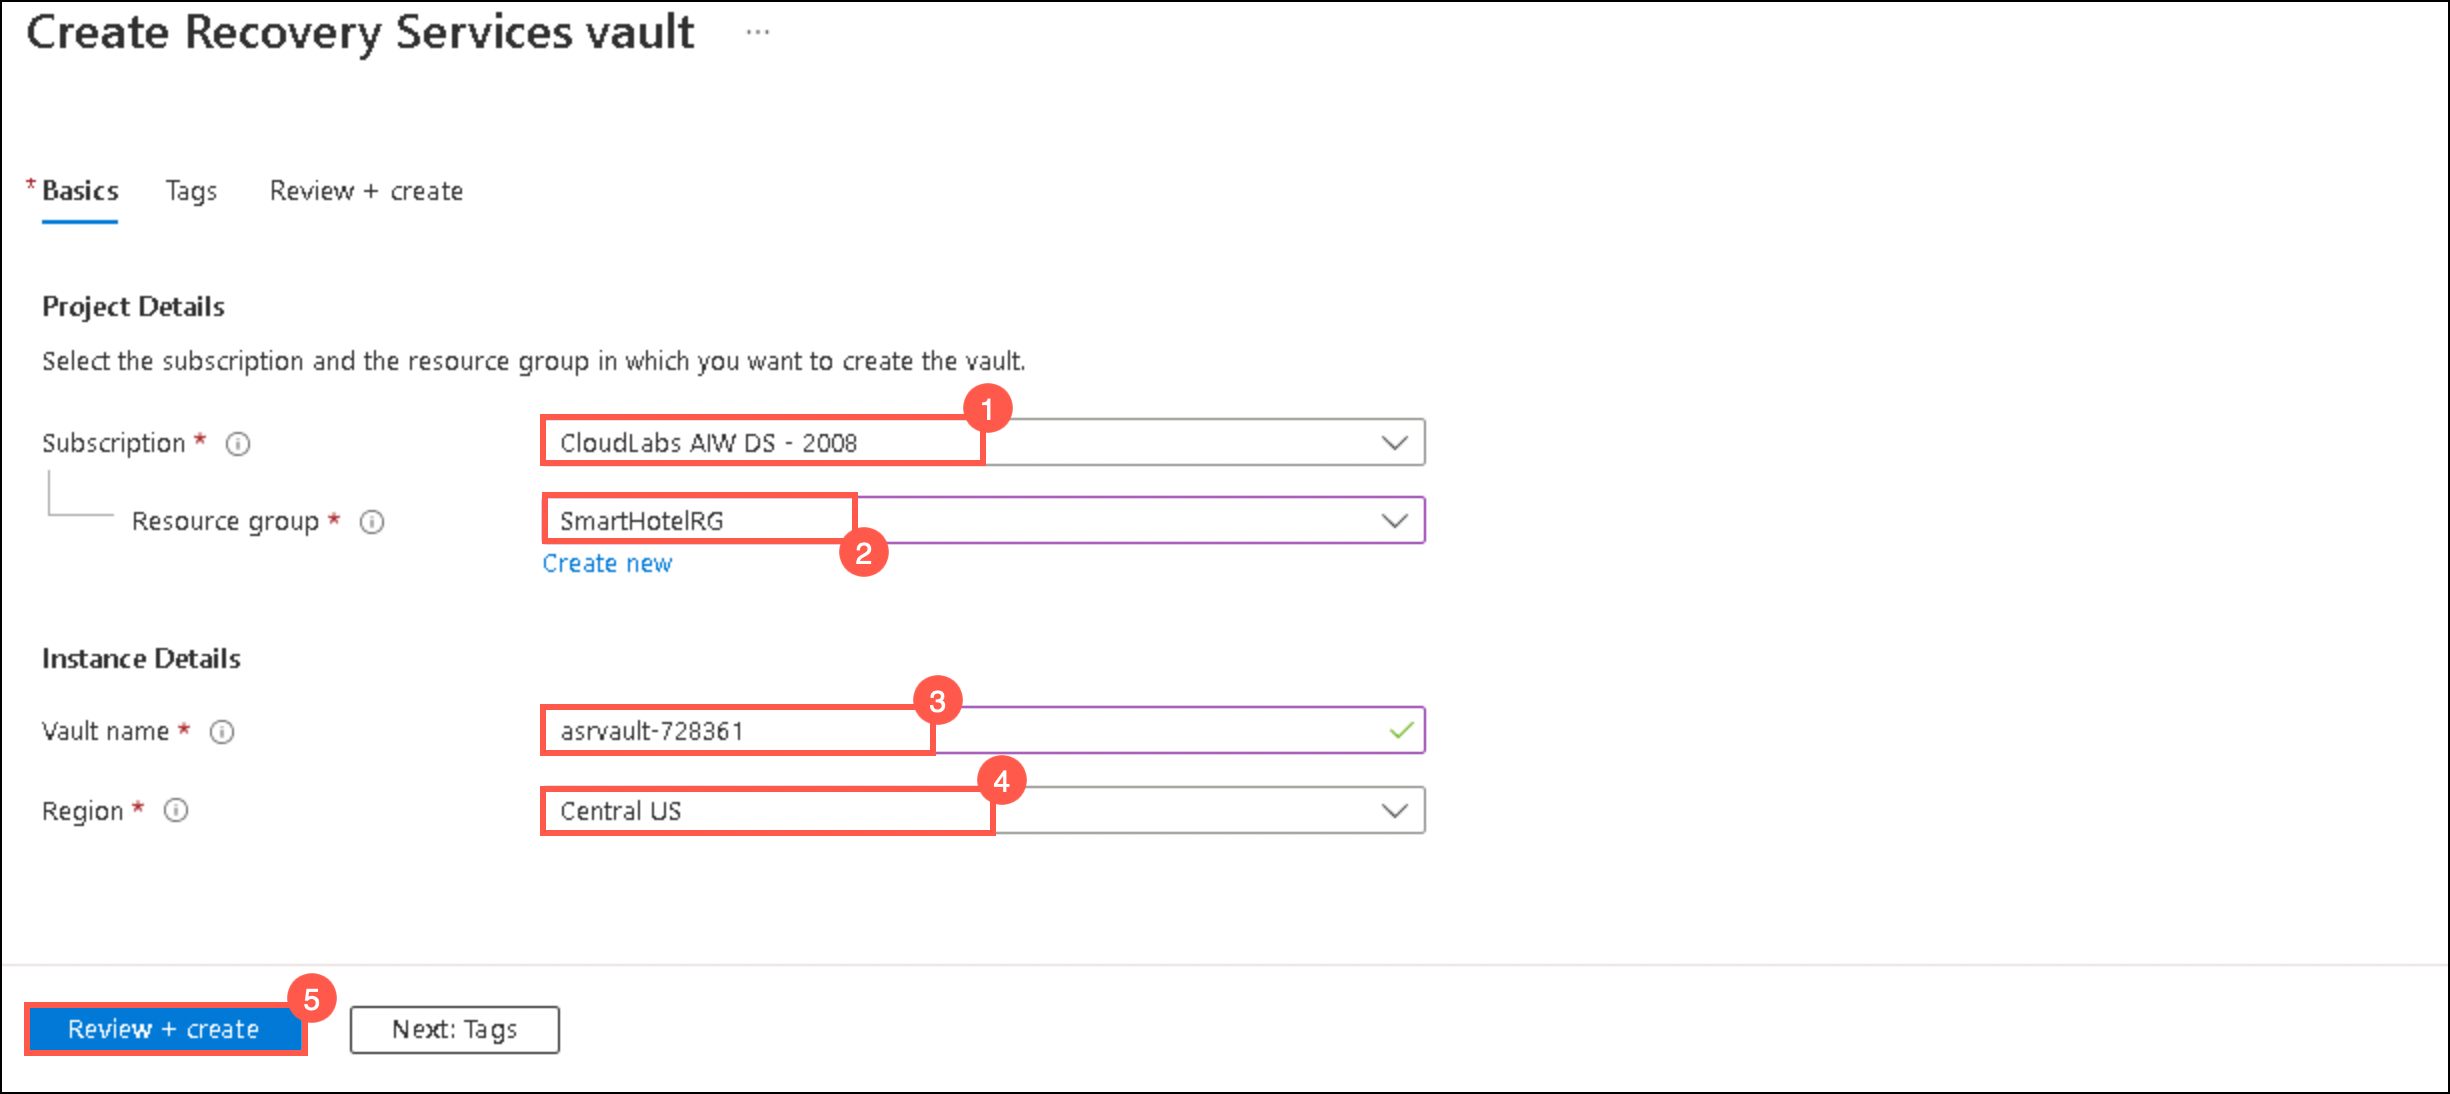 Create Recovery Services vault ...
* Basics Tags Review + create
Project Details
Select the subscription and the resource group in which you want to create the vault.
1
Subscription * CloudLabs AIW DS - 2008
Resource group * SmartHotelRG
2
Create new
Instance Details
3
Vault name * asrvault-728361
4
Region * Central US
5
Review + create Next: Tags